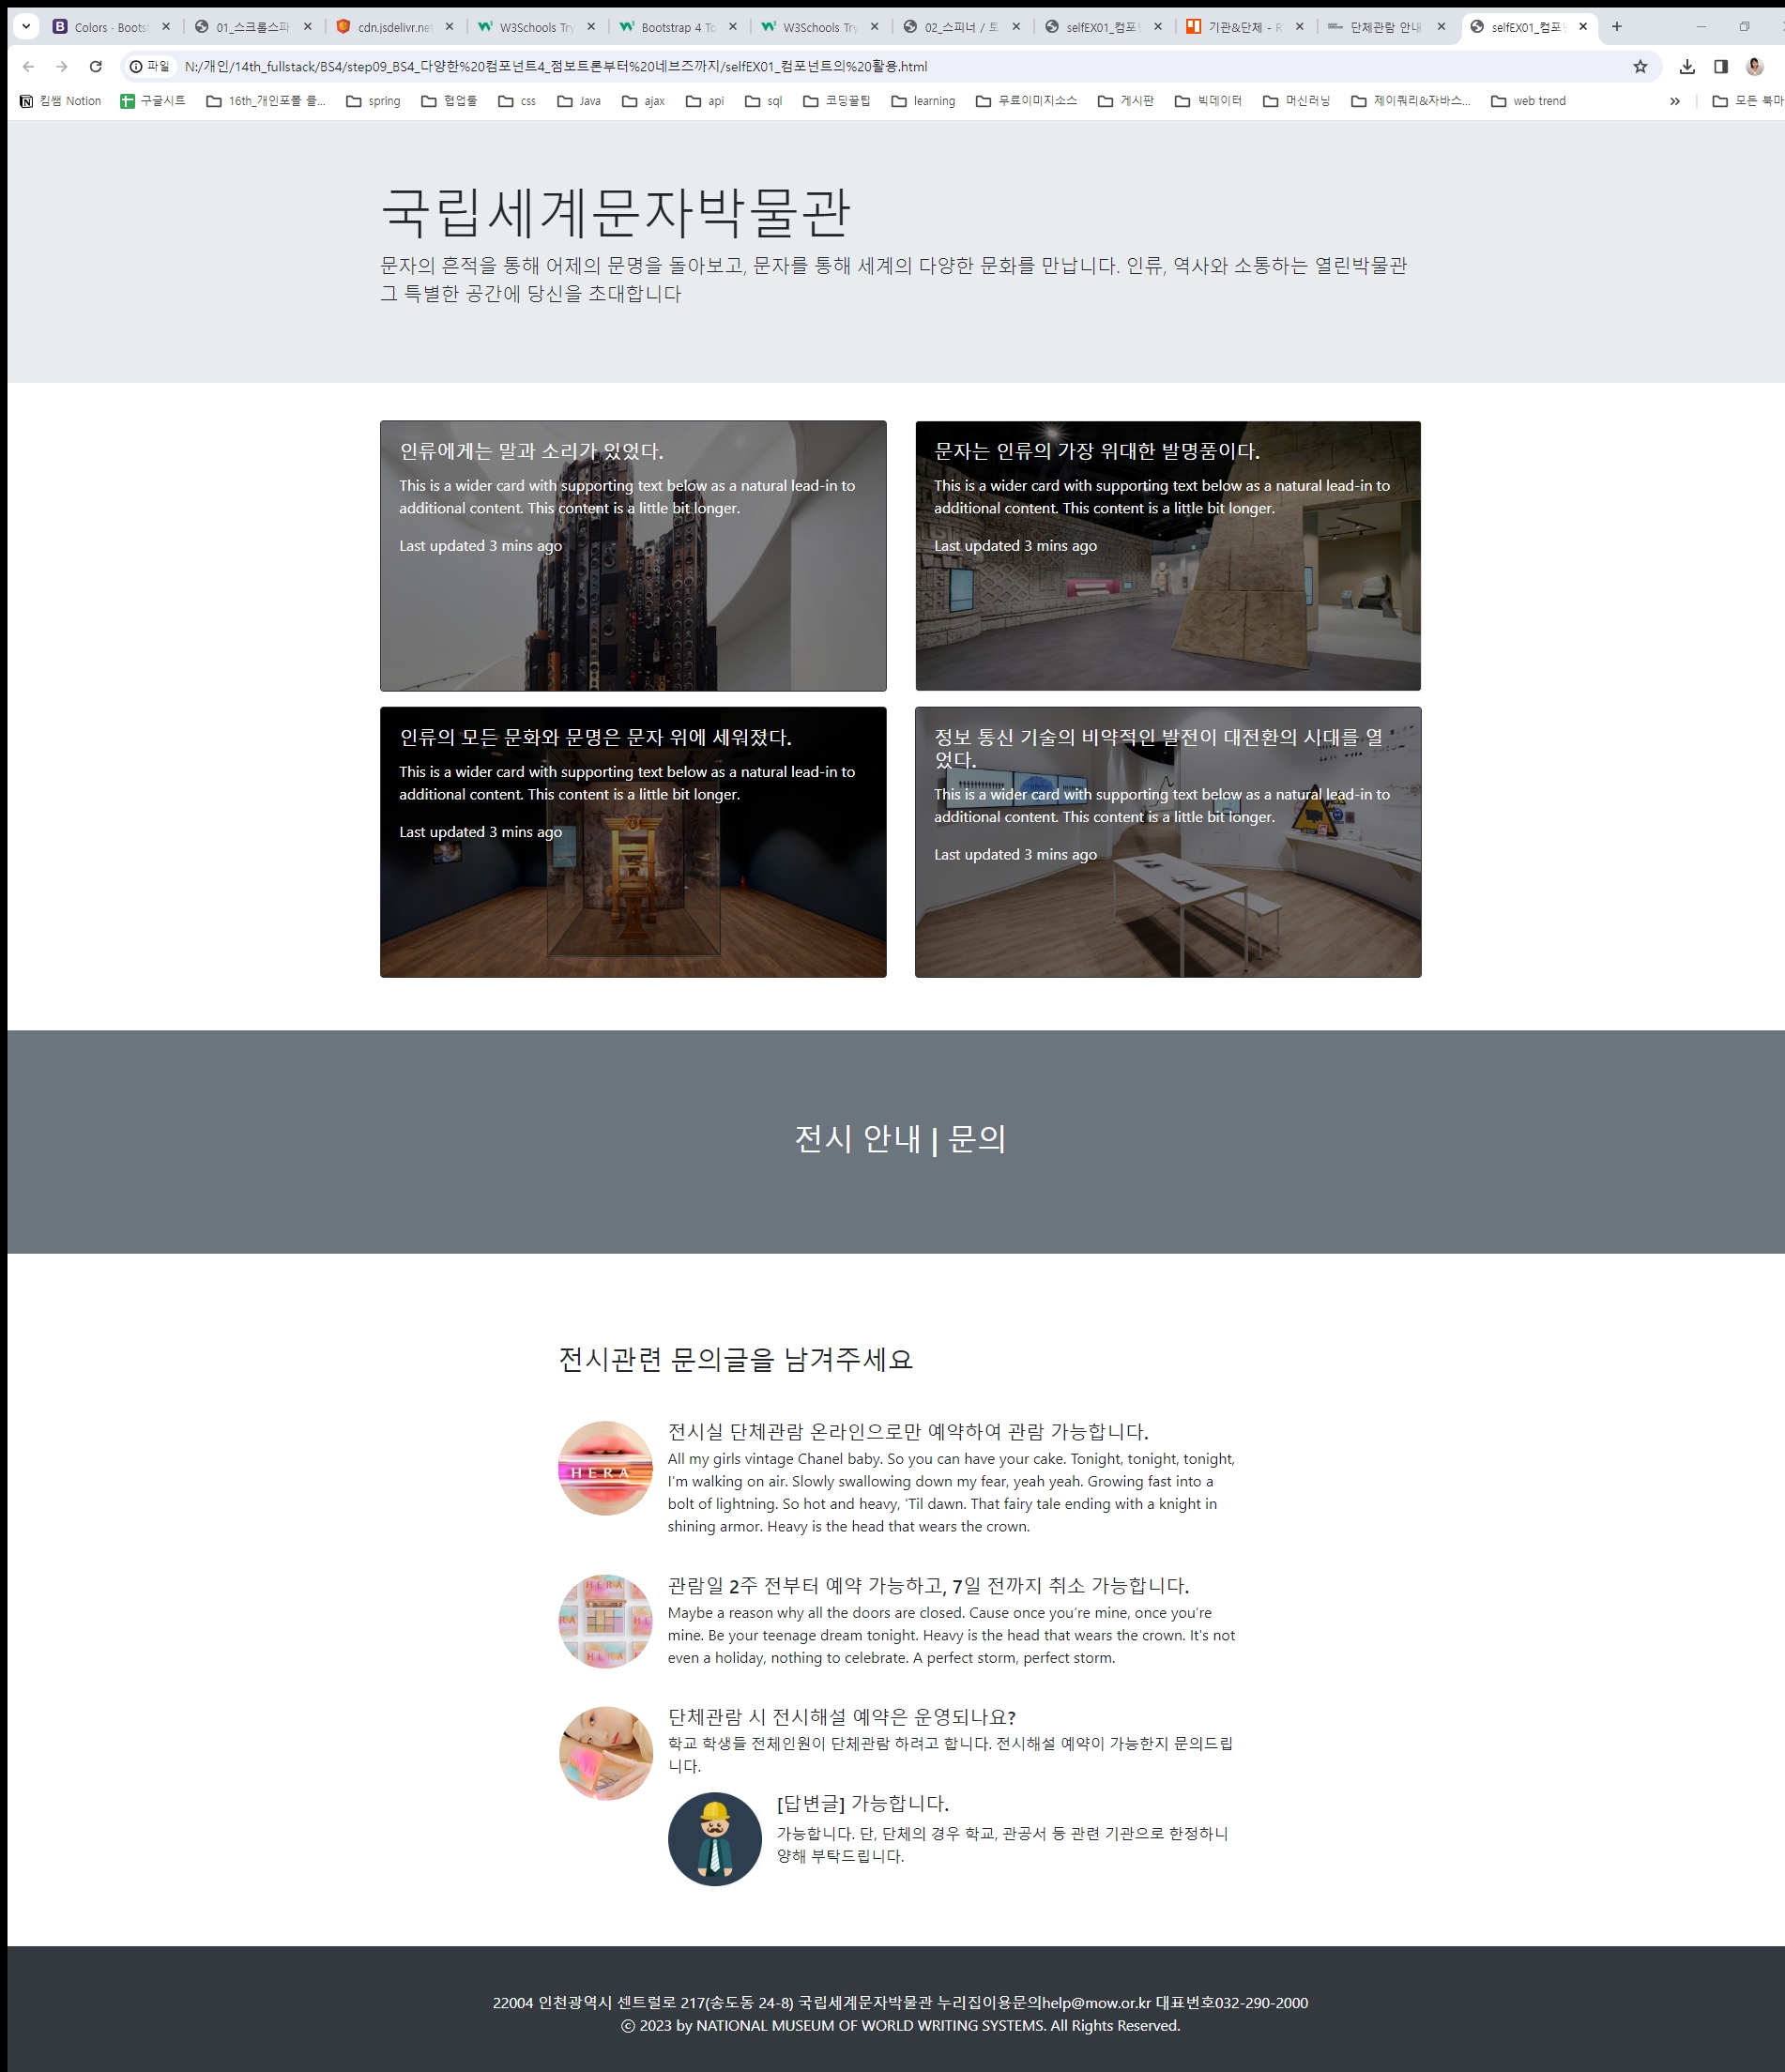 Colors - Bootst
01_스크롤스파
cdn.jsdelivr.ne
W3Schools Try
Bootstrap 4 To
W3Schools Try
02_스피너 / 토
selfEX01_컴포
기관&단체 -
단체관람 안내
selfEX01_컴포
파일
N:/개인/14th_fullstack/BS4/step09_BS4_다양한%20컴포넌트4_점보트론부터%20네브즈까지/selfEX01_컴포넌트의%20활용.html
킴쌤 Notion
구글시트
16th_개인포폴 클...
spring
협업툴
css
Java
ajax
api
sql
코딩꿀팁
learning
무료이미지소스
게시판
빅데이터
머신러닝
제이쿼리&자바스...
web trend
모든 북마
국립세계문자박물관
문자의 흔적을 통해 어제의 문명을 돌아보고, 문자를 통해 세계의 다양한 문화를 만납니다. 인류, 역사와 소통하는 열린박물관
그 특별한 공간에 당신을 초대합니다
인류에게는 말과 소리가 있었다.
This is a wider card with supporting text below as a natural lead-in to
additional content. This content is a little bit longer.
Last updated 3 mins ago
문자는 인류의 가장 위대한 발명품이다.
This is a wider card with supporting text below as a natural lead-in to
additional content. This content is a little bit longer.
Last updated 3 mins ago
인류의 모든 문화와 문명은 문자 위에 세워졌다.
This is a wider card with supporting text below as a natural lead-in to
additional content. This content is a little bit longer.
Last updated 3 mins ago
정보 통신 기술의 비약적인 발전이 대전환의 시대를 열
었다.
This is a wider card with supporting text below as a natural lead-in to
additional content. This content is a little bit longer.
Last updated 3 mins ago
전시 안내 | 문의
전시관련 문의글을 남겨주세요
HERA
전시실 단체관람 온라인으로만 예약하여 관람 가능합니다.
All my girls vintage Chanel baby. So you can have your cake. Tonight, tonight, tonight,
I'm walking on air. Slowly swallowing down my fear, yeah yeah. Growing fast into a
bolt of lightning. So hot and heavy, 'Til dawn. That fairy tale ending with a knight in
shining armor. Heavy is the head that wears the crown.
HERA
RA
HE
HERA
관람일 2주 전부터 예약 가능하고, 7일 전까지 취소 가능합니다.
Maybe a reason why all the doors are closed. Cause once you’re mine, once you’re
mine. Be your teenage dream tonight. Heavy is the head that wears the crown. It's not
even a holiday, nothing to celebrate. A perfect storm, perfect storm.
단체관람 시 전시해설 예약은 운영되나요?
학교 학생들 전체인원이 단체관람 하려고 합니다. 전시해설 예약이 가능한지 문의드립
니다.
[답변글] 가능합니다.
가능합니다. 단, 단체의 경우 학교, 관공서 등 관련 기관으로 한정하니
양해 부탁드립니다.
22004 인천광역시 센트럴로 217(송도동 24-8) 국립세계문자박물관 누리집이용문의help@mow.or.kr 대표번호032-290-2000
ⓒ 2023 by NATIONAL MUSEUM OF WORLD WRITING SYSTEMS. All Rights Reserved.